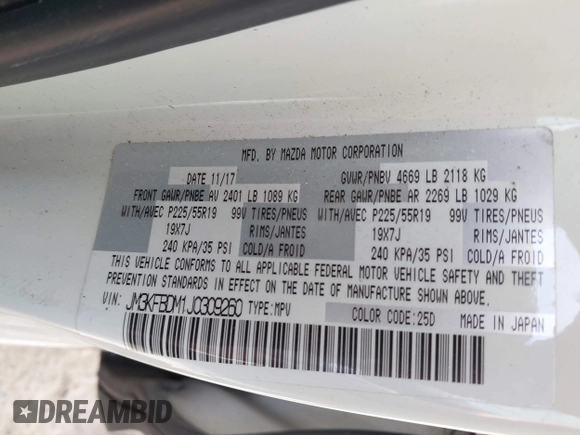 MFD. BY MAZDA MOTOR CORPORATION
DATE 11/17 GVWR/PNBV 4669 LB 2118 KG
FRONT GAWR/PNBE AV 2401 LB 1089 KG REAR GAWR/PNBE AR 2269 LB 1029 KG
WITH/AVEC P225/55R19 99V TIRES/PNEUS WITH/AVEC P225/55R19 99V TIRES/PNEUS
19X7J RIMS/JANTES 19X7J RIMS/JANTES
240 KPA/35 PSI COLD/A FROID 240 KPA/35 PSI COLD/A FROID
THIS VEHICLE CONFORMS TO ALL APPLICABLE FEDERAL MOTOR VEHICLE SAFETY AND THEFT
PREVENTION STANDARDS IN EFFECT ON THE DATE OF MANUFACTURE SHOWN ABOVE.
VIN: JM3KFBDM1J0309260 TYPE:MPV
COLOR CODE:25D MADE IN JAPAN
DREAMBID